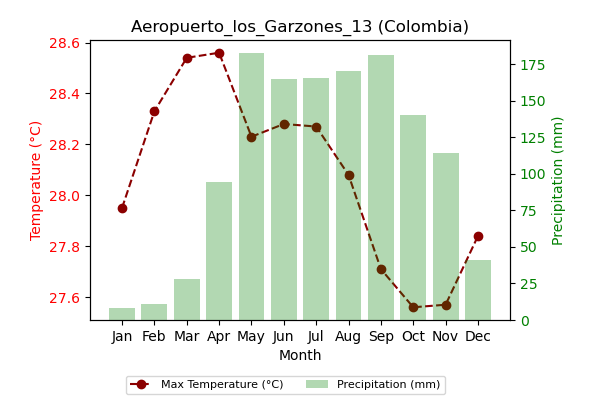 Aeropuerto_los_Garzones_13 (Colombia)
Temperature (°C)
28.6
28.4
28.2
28.0
27.8
27.6
175
150
125
100
75
50
25
0
Precipitation (mm)
Jan Feb Mar Apr May Jun Jul Aug Sep Oct Nov Dec
Month
Max Temperature (°C) Precipitation (mm)